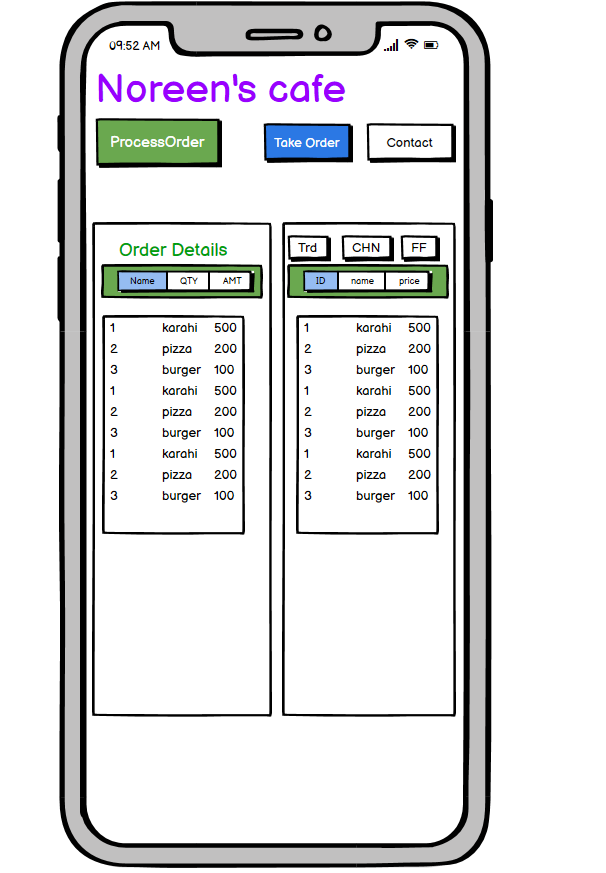 09:52 AM
Noreen's cafe
ProcessOrder
Take Order
Contact
Order Details
Name QTY AMT
1 karahi 500
2 pizza 200
3 burger 100
1 karahi 500
2 pizza 200
3 burger 100
1 karahi 500
2 pizza 200
3 burger 100
Trd CHN FF
ID name price
1 karahi 500
2 pizza 200
3 burger 100
1 karahi 500
2 pizza 200
3 burger 100
1 karahi 500
2 pizza 200
3 burger 100